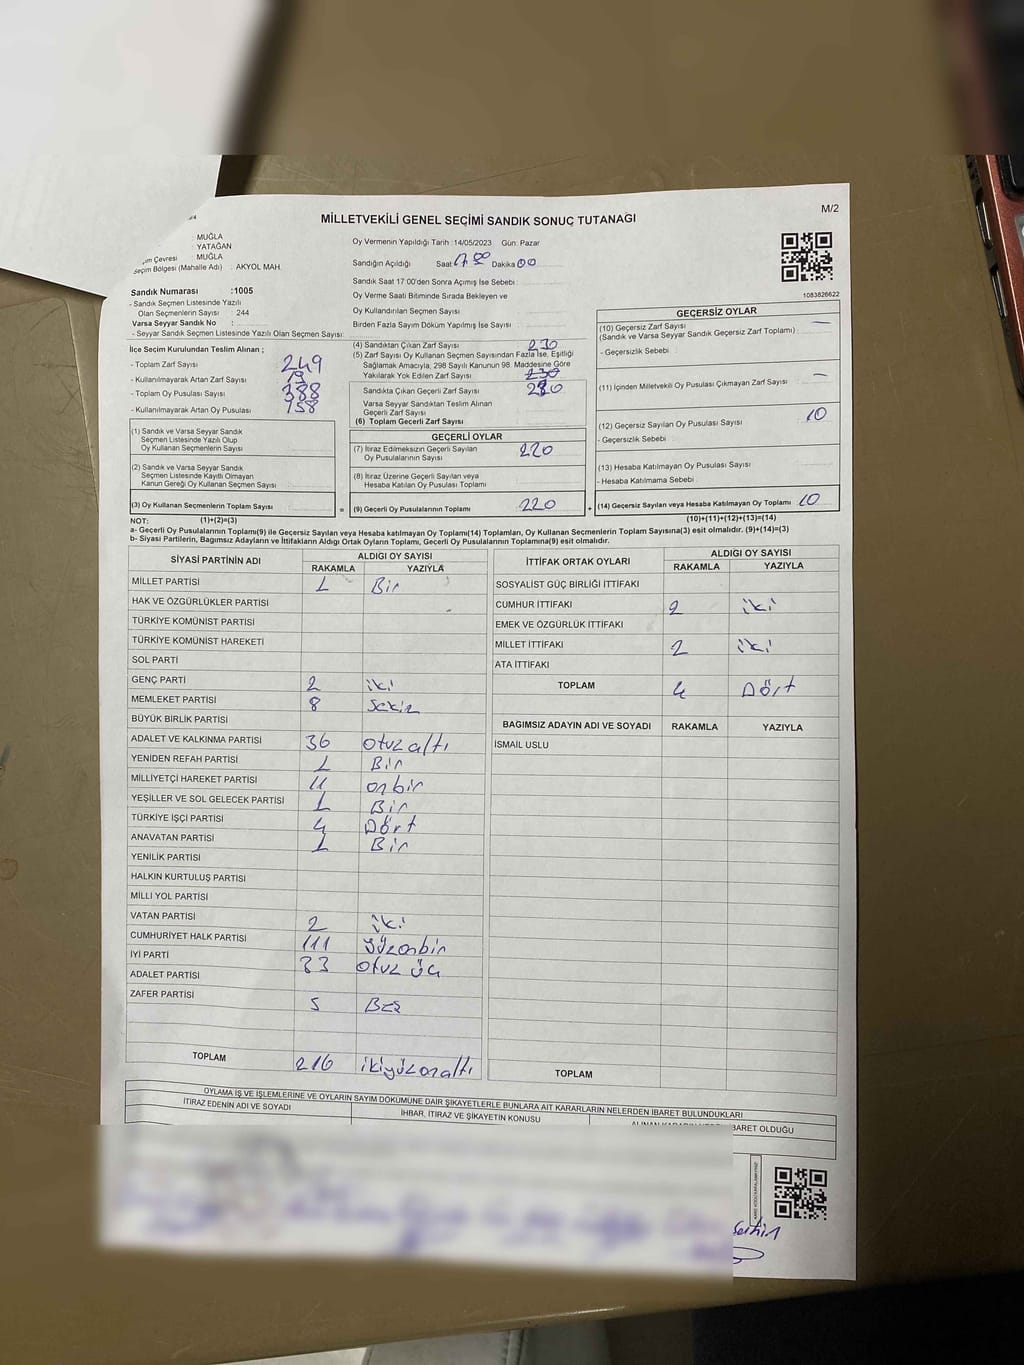 M/2
MİLLETVEKİLİ GENEL SEÇİMİ SANDIK SONUÇ TUTANAĞI
: MUĞLA
: YATAĞAN
im Çevresi : MUĞLA
Seçim Bölgesi (Mahalle Adı) : AKYOL MAH.
Sandık Numarası :1005
- Sandık Seçmen Listesinde Yazılı
Olan Seçmenlerin Sayısı : 244
Varsa Seyyar Sandık No :
- Seyyar Sandık Seçmen Listesinde Yazılı Olan Seçmen Sayısı:
Oy Vermenin Yapıldığı Tarih :14/05/2023 Gün: Pazar
Sandığın Açıldığı Saat 17:00 Dakika 00
Sandık Saat 17:00'den Sonra Açımış İse Sebebi :
Oy Verme Saati Bitiminde Sırada Bekleyen ve
Oy Kullandırılan Seçmen Sayısı :
Birden Fazla Sayım Döküm Yapılmış İse Sayısı :
1083826622
İlçe Seçim Kurulundan Teslim Alınan ;
- Toplam Zarf Sayısı 249
- Kullanılmayarak Artan Zarf Sayısı 19
- Toplam Oy Pusulası Sayısı 388
- Kullanılmayarak Artan Oy Pusulası 158
(1) Sandık ve Varsa Seyyar Sandık
Seçmen Listesinde Yazılı Olup
Oy Kullanan Seçmenlerin Sayısı
(2) Sandık ve Varsa Seyyar Sandık
Seçmen Listesinde Kayıtlı Olmayan
Kanun Gereği Oy Kullanan Seçmen Sayısı
(3) Oy Kullanan Seçmenlerin Toplam Sayısı
(4) Sandıktan Çıkan Zarf Sayısı 230
(5) Zarf Sayısı Oy Kullanan Seçmen Sayısından Fazla İse, Eşitliği
Sağlamak Amacıyla, 298 Sayılı Kanunun 98. Maddesine Göre
Yakılarak Yok Edilen Zarf Sayısı 230
Sandıkta Çıkan Geçerli Zarf Sayısı
Varsa Seyyar Sandıktan Teslim Alınan
Geçerli Zarf Sayısı
(6) Toplam Geçerli Zarf Sayısı
GEÇERLİ OYLAR
(7) İtiraz Edilmeksizin Geçerli Sayılan
Oy Pusulalarının Sayısı 220
(8) İtiraz Üzerine Geçerli Sayılan veya
Hesaba Katılan Oy Pusulası Toplamı
= (9) Geçerli Oy Pusulalarının Toplamı 220
GEÇERSİZ OYLAR
(10) Geçersiz Zarf Sayısı —
(Sandık ve Varsa Seyyar Sandık Geçersiz Zarf Toplamı) :
- Geçersizlik Sebebi :
(11) İçinden Milletvekili Oy Pusulası Çıkmayan Zarf Sayısı —
(12) Geçersiz Sayılan Oy Pusulası Sayısı 10
- Geçersizlik Sebebi
(13) Hesaba Katılmayan Oy Pusulası Sayısı
- Hesaba Katılmama Sebebi :
+ (14) Geçersiz Sayılan veya Hesaba Katılmayan Oy Toplamı 10
NOT: (1)+(2)=(3) (10)+(11)+(12)+(13)=(14)
a- Geçerli Oy Pusulalarının Toplamı(9) ile Geçersiz Sayılan veya Hesaba katılmayan Oy Toplamı(14) Toplamları, Oy Kullanan Seçmenlerin Toplam Sayısına(3) eşit olmalıdır. (9)+(14)=(3)
b- Siyasi Partilerin, Bağımsız Adayların ve İttifakların Aldığı Ortak Oyların Toplamı, Geçerli Oy Pusulalarının Toplamına(9) eşit olmalıdır.
SİYASİ PARTİNİN ADI ALDIĞI OY SAYISI
RAKAMLA YAZIYLA
MİLLET PARTİSİ 1 Bir
HAK VE ÖZGÜRLÜKLER PARTİSİ
TÜRKİYE KOMÜNİST PARTİSİ
TÜRKİYE KOMÜNİST HAREKETİ
SOL PARTİ
GENÇ PARTİ 2 iki
MEMLEKET PARTİSİ 8 Sekiz
BÜYÜK BİRLİK PARTİSİ
ADALET VE KALKINMA PARTİSİ 36 otuz altı
YENİDEN REFAH PARTİSİ 1 Bir
MİLLİYETÇİ HAREKET PARTİSİ 11 onbir
YEŞİLLER VE SOL GELECEK PARTİSİ 1 Bir
TÜRKİYE İŞÇİ PARTİSİ 4 Dört
ANAVATAN PARTİSİ 1 Bir
YENİLİK PARTİSİ
HALKIN KURTULUŞ PARTİSİ
MİLLİ YOL PARTİSİ
VATAN PARTİSİ 2 iki
CUMHURİYET HALK PARTİSİ 111 yüzonbir
İYİ PARTİ 33 otuz üç
ADALET PARTİSİ
ZAFER PARTİSİ 5 Beş
TOPLAM 216 ikiyüzonaltı
İTTİFAK ORTAK OYLARI ALDIĞI OY SAYISI
RAKAMLA YAZIYLA
SOSYALİST GÜÇ BİRLİĞİ İTTİFAKI
CUMHUR İTTİFAKI 2 iki
EMEK VE ÖZGÜRLÜK İTTİFAKI
MİLLET İTTİFAKI 2 iki
ATA İTTİFAKI
TOPLAM 4 Dört
BAĞIMSIZ ADAYIN ADI VE SOYADI RAKAMLA YAZIYLA
İSMAİL USLU
TOPLAM
OYLAMA İŞ VE İŞLEMLERİNE VE OYLARIN SAYIM DÖKÜMÜNE DAİR ŞİKAYETLERLE BUNLARA AİT KARARLARIN NELERDEN İBARET BULUNDUKLARI
İTİRAZ EDENİN ADI VE SOYADI İHBAR, İTİRAZ VE ŞİKAYETİN KONUSU
BARET OLDUĞU